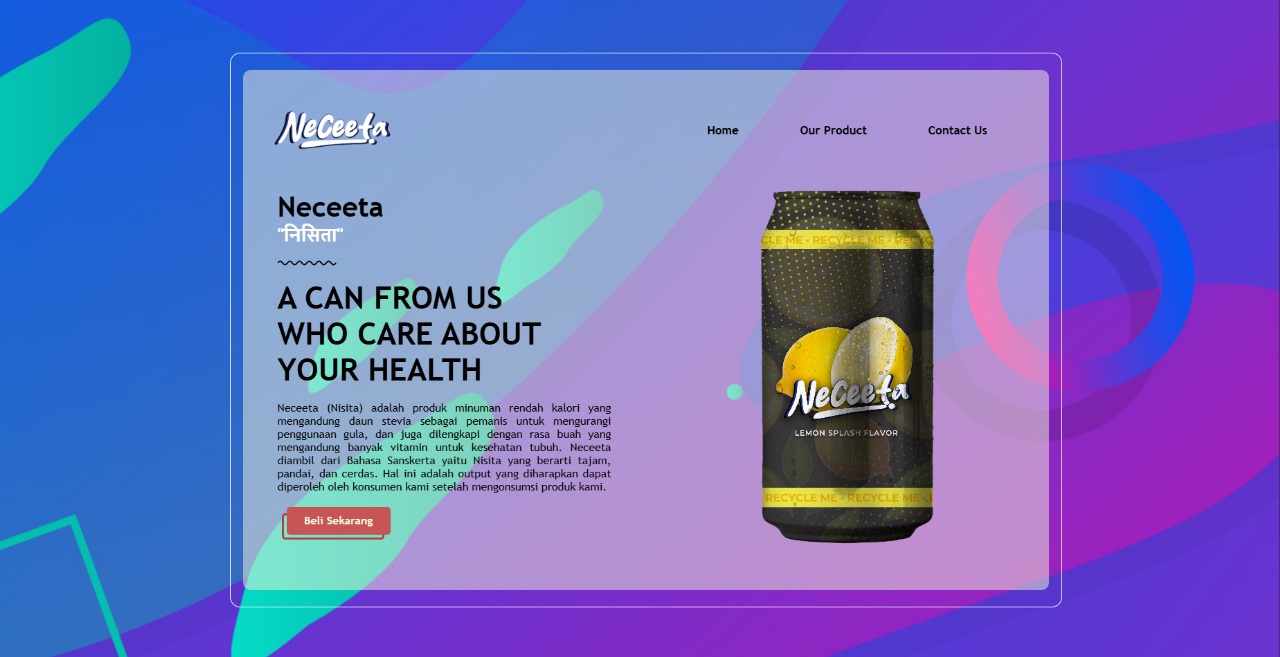 NeCeeta
Home Our Product Contact Us
Neceeta
"निसिता"
A CAN FROM US
WHO CARE ABOUT
YOUR HEALTH
Neceeta (Nisita) adalah produk minuman rendah kalori yang
mengandung daun stevia sebagai pemanis untuk mengurangi
penggunaan gula, dan juga dilengkapi dengan rasa buah yang
mengandung banyak vitamin untuk kesehatan tubuh. Neceeta
diambil dari Bahasa Sanskerta yaitu Nisita yang berarti tajam,
pandai, dan cerdas. Hal ini adalah output yang diharapkan dapat
diperoleh oleh konsumen kami setelah mengonsumsi produk kami.
Beli Sekarang
CLE ME • RECYCLE ME • RECYC
NeCeeta
LEMON SPLASH FLAVOR
RECYCLE ME • RECYCLE ME •